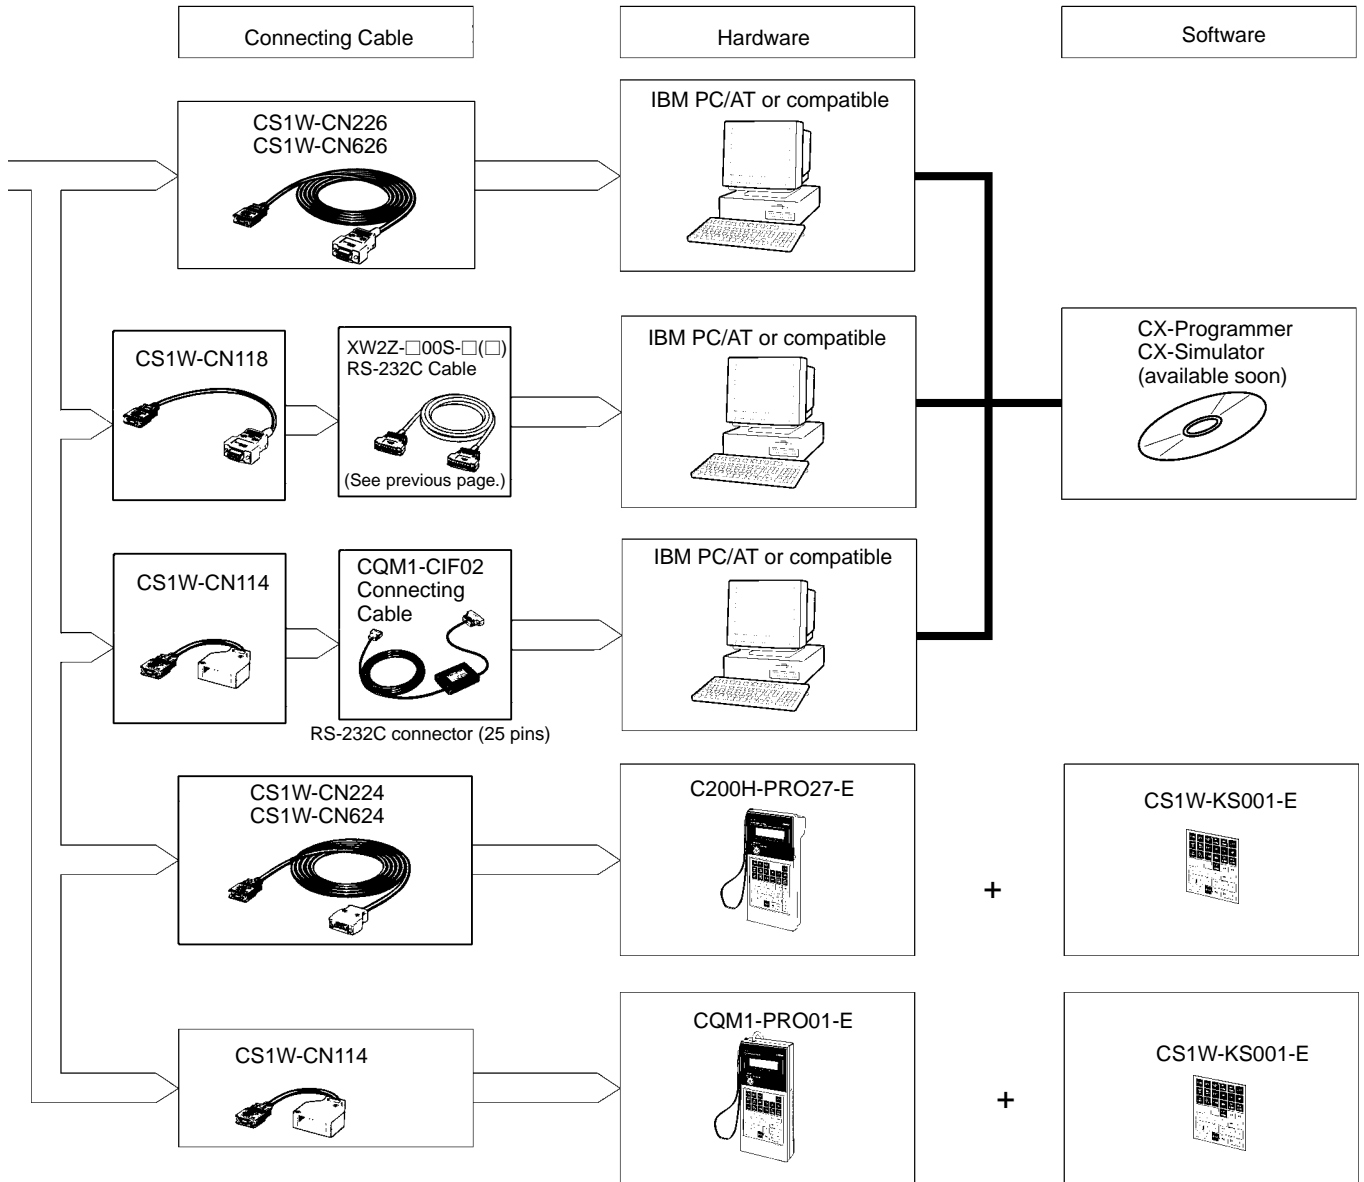 Connecting Cable
Hardware
Software
CS1W-CN226
CS1W-CN626
IBM PC/AT or compatible
CS1W-CN118
XW2Z-□00S-□(□)
RS-232C Cable
(See previous page.)
IBM PC/AT or compatible
CX-Programmer
CX-Simulator
(available soon)
CS1W-CN114
CQM1-CIF02
Connecting
Cable
RS-232C connector (25 pins)
IBM PC/AT or compatible
CS1W-CN224
CS1W-CN624
C200H-PRO27-E
+
CS1W-KS001-E
CS1W-CN114
CQM1-PRO01-E
+
CS1W-KS001-E